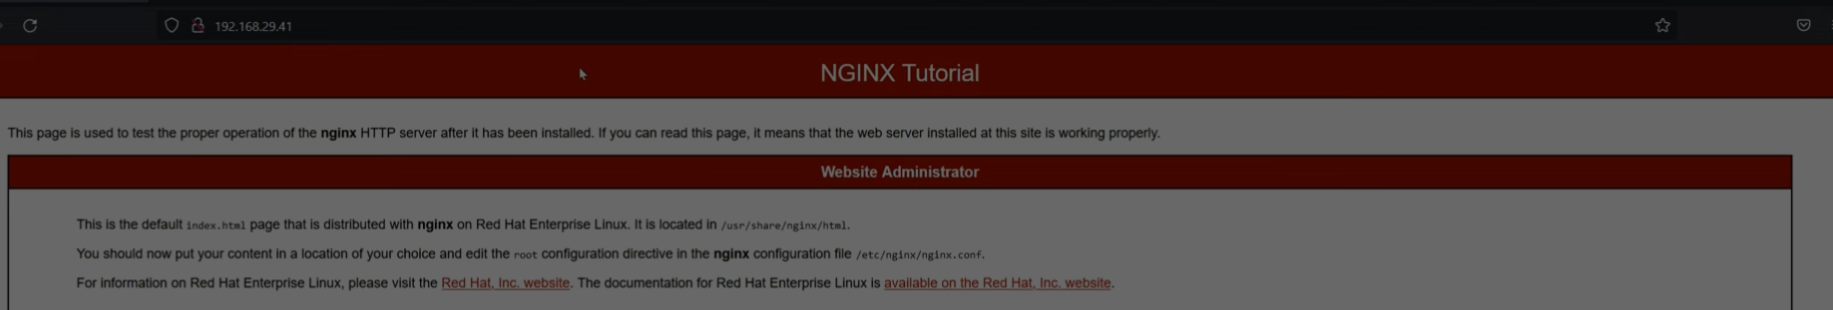 192.168.29.41
NGINX Tutorial
This page is used to test the proper operation of the nginx HTTP server after it has been installed. If you can read this page, it means that the web server installed at this site is working properly.
Website Administrator
This is the default index.html page that is distributed with nginx on Red Hat Enterprise Linux. It is located in /usr/share/nginx/html.
You should now put your content in a location of your choice and edit the root configuration directive in the nginx configuration file /etc/nginx/nginx.conf.
For information on Red Hat Enterprise Linux, please visit the Red Hat, Inc. website. The documentation for Red Hat Enterprise Linux is available on the Red Hat, Inc. website.